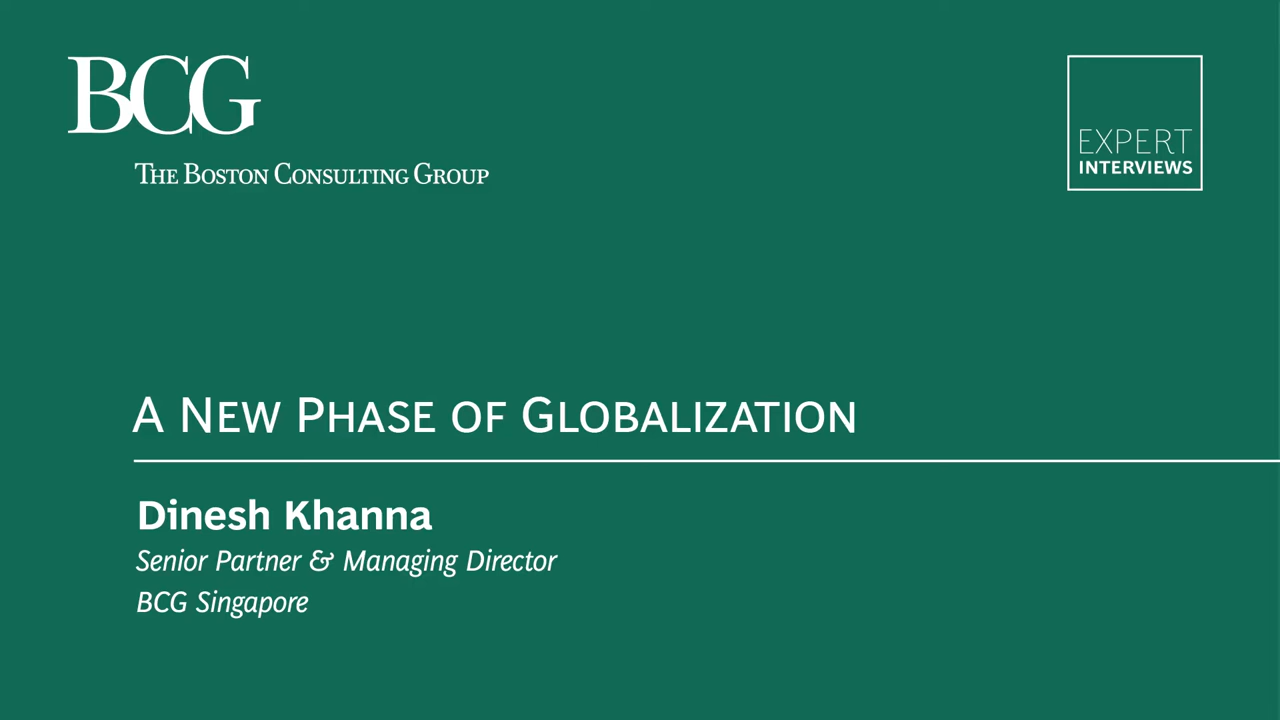 BCG
THE BOSTON CONSULTING GROUP
EXPERT
INTERVIEWS
A NEW PHASE OF GLOBALIZATION
Dinesh Khanna
Senior Partner & Managing Director
BCG Singapore